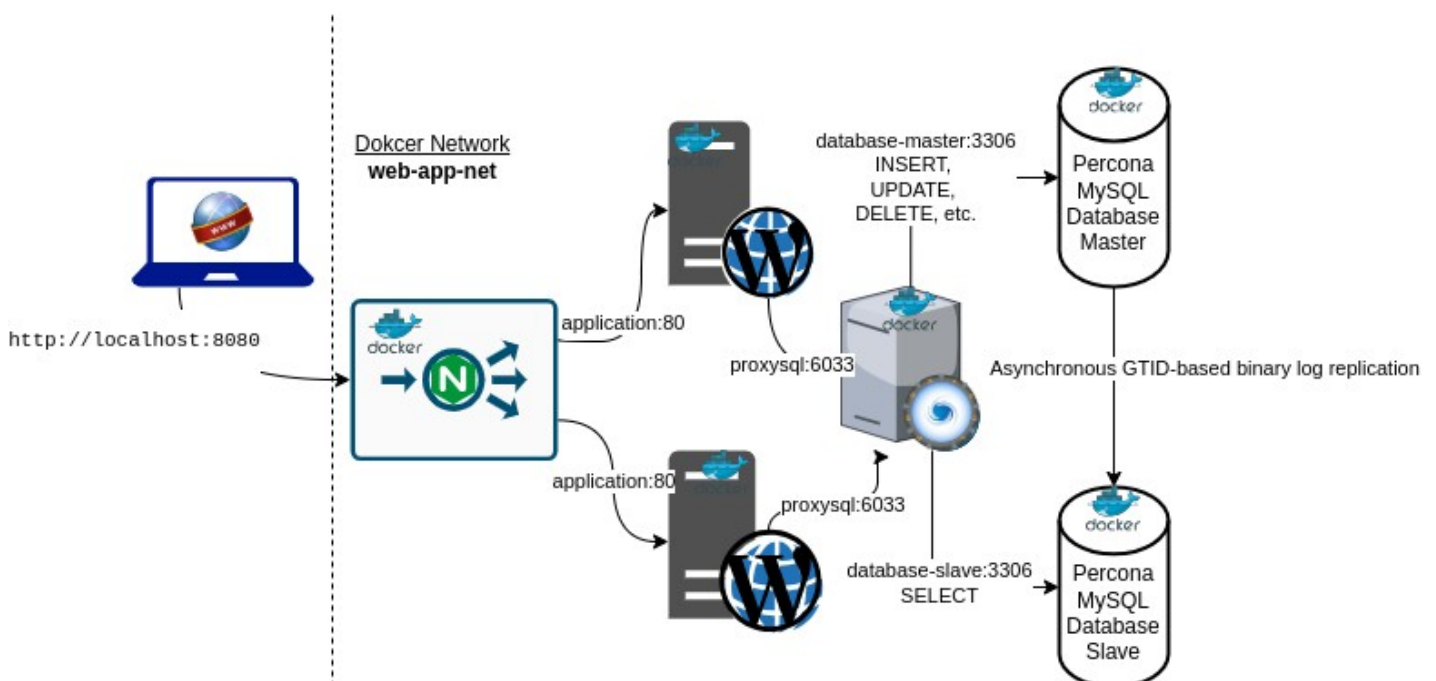 Dokcer Network
web-app-net
www
http://localhost:8080
docker
N
application:80
application:80
docker
W
proxysql:6033
docker
W
proxysql:6033
docker
database-master:3306
INSERT,
UPDATE,
DELETE, etc.
database-slave:3306
SELECT
docker
Percona
MySQL
Database
Master
Asynchronous GTID-based binary log replication
docker
Percona
MySQL
Database
Slave